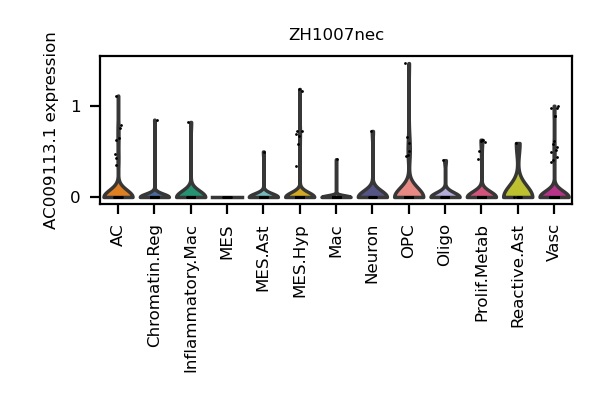 ZH1007nec
AC009113.1 expression
1
0
AC
Chromatin.Reg
Inflammatory.Mac
MES
MES.Ast
MES.Hyp
Mac
Neuron
OPC
Oligo
Prolif.Metab
Reactive.Ast
Vasc